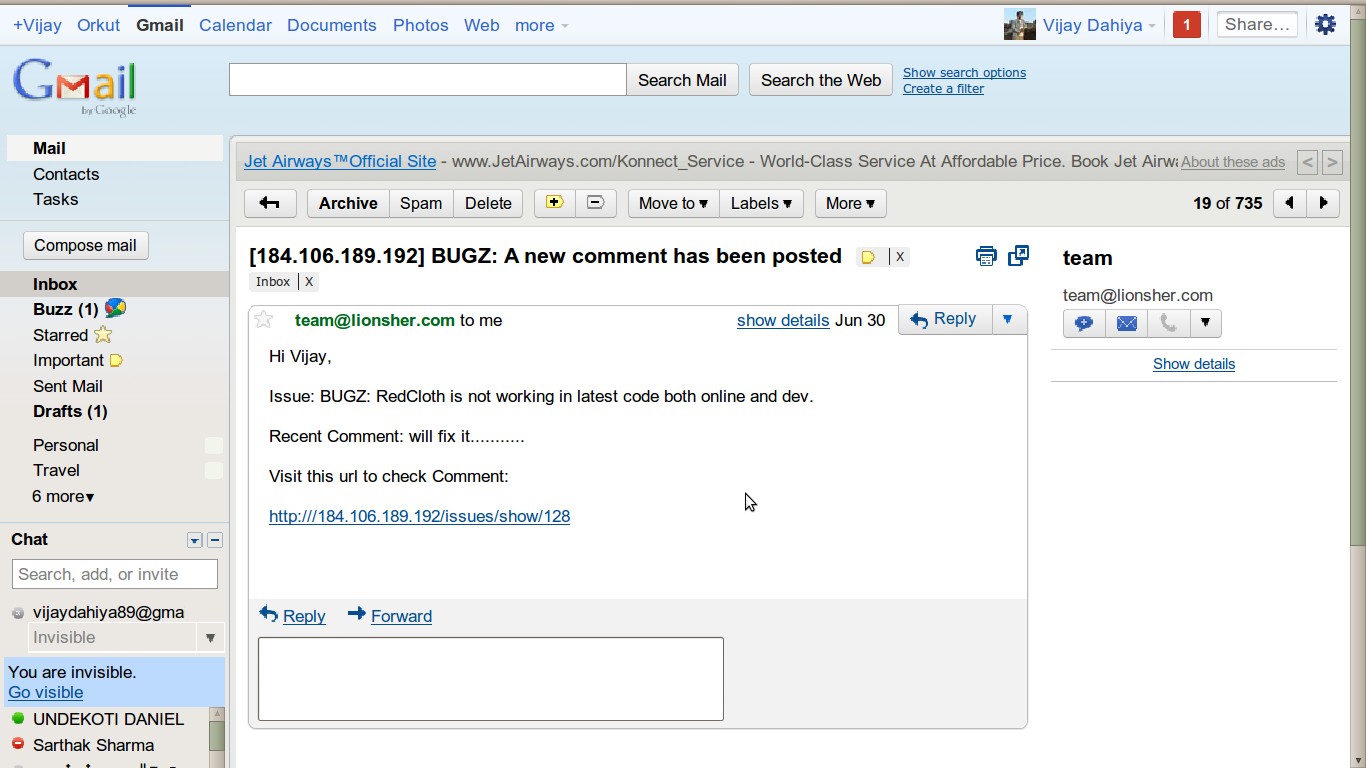 +Vijay Orkut Gmail Calendar Documents Photos Web more
Vijay Dahiya 1 Share…
Gmail
by Google
Search Mail Search the Web
Show search options
Create a filter
Mail
Contacts
Tasks
Compose mail
Inbox
Buzz (1)
Starred
Important
Sent Mail
Drafts (1)
Personal
Travel
6 more▾
Chat
Search, add, or invite
vijaydahiya89@gma
Invisible
You are invisible.
Go visible
UNDEKOTI DANIEL
Sarthak Sharma
Jet Airways™Official Site - www.JetAirways.com/Konnect_Service - World-Class Service At Affordable Price. Book Jet Airwa About these ads < >
Archive Spam Delete Move to ▾ Labels ▾ More ▾ 19 of 735
[184.106.189.192] BUGZ: A new comment has been posted X
Inbox X
team@lionsher.com to me show details Jun 30 Reply
Hi Vijay,
Issue: BUGZ: RedCloth is not working in latest code both online and dev.
Recent Comment: will fix it...........
Visit this url to check Comment:
http:///184.106.189.192/issues/show/128
Reply Forward
team
team@lionsher.com
Show details